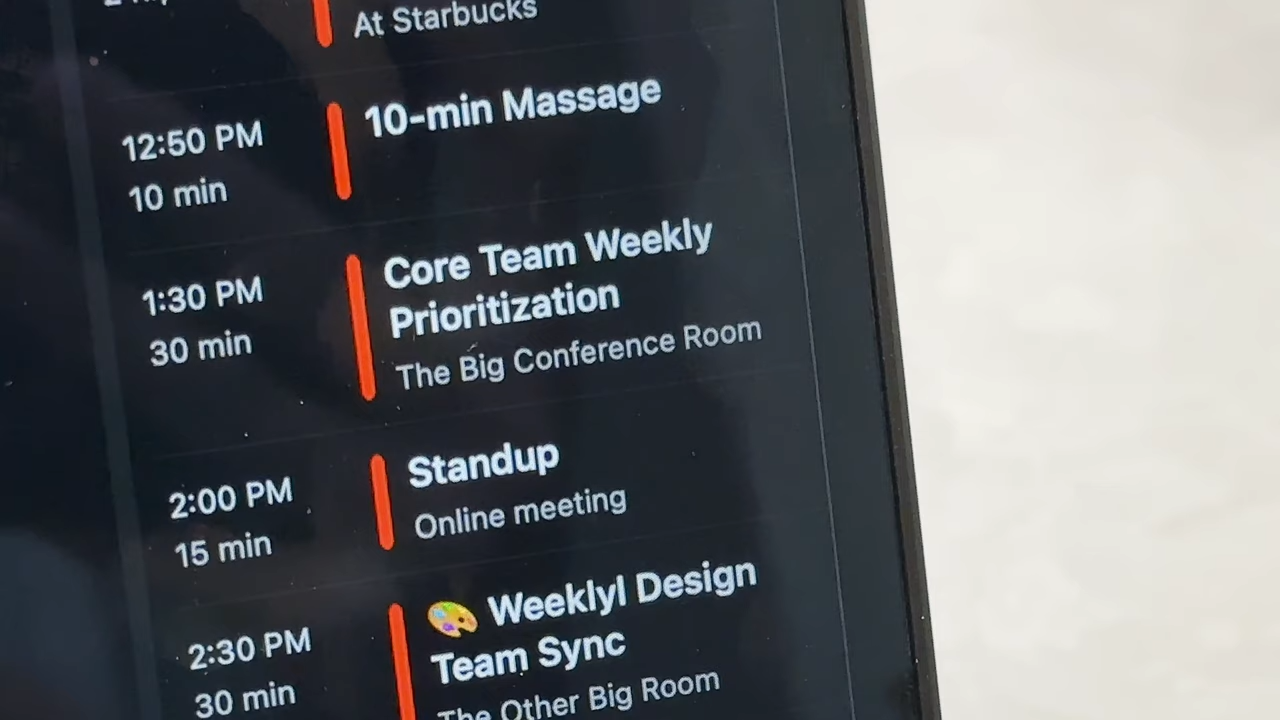 At Starbucks
12:50 PM
10 min
10-min Massage
1:30 PM
30 min
Core Team Weekly
Prioritization
The Big Conference Room
2:00 PM
15 min
Standup
Online meeting
2:30 PM
30 min
🎨 Weeklyl Design
Team Sync
The Other Big Room